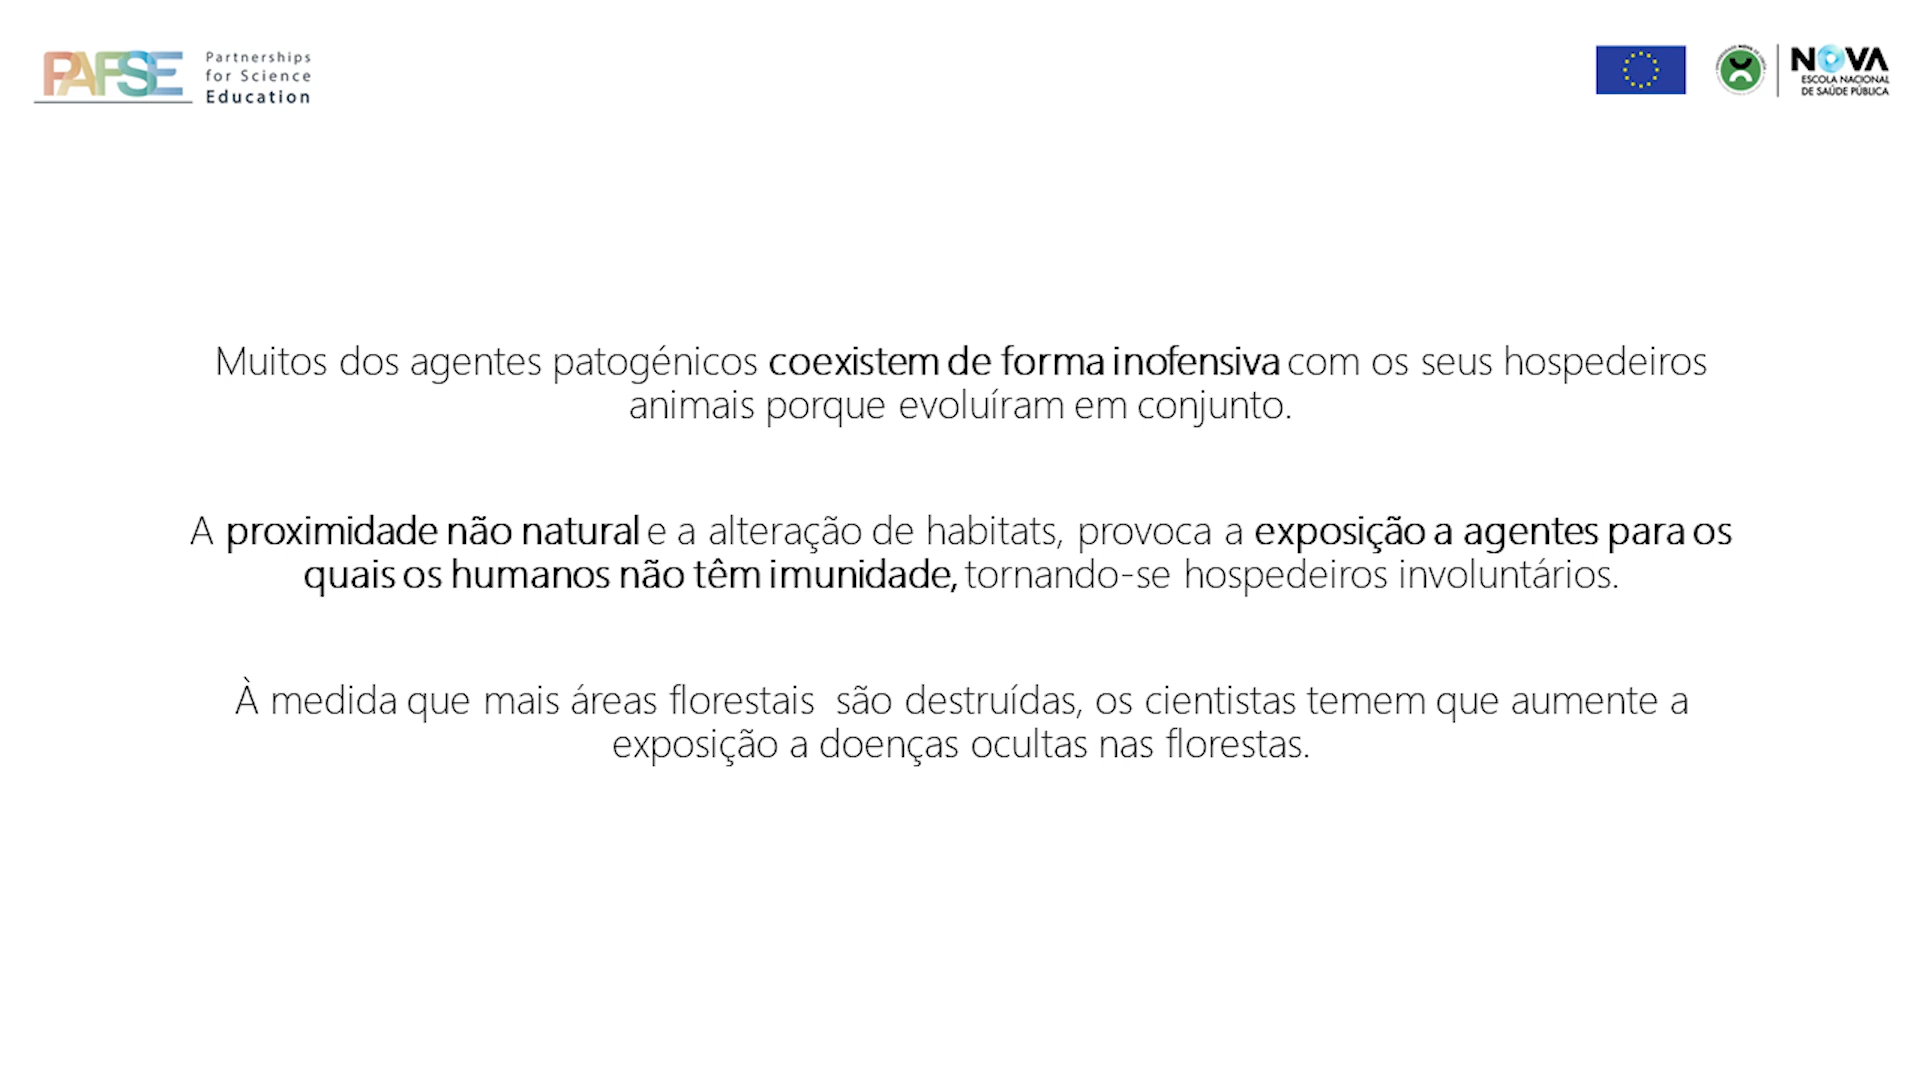 PAFSE
Partnerships
for Science
Education
NOVA
ESCOLA NACIONAL
DE SAÚDE PÚBLICA
Muitos dos agentes patogénicos coexistem de forma inofensiva com os seus hospedeiros
animais porque evoluíram em conjunto.
A proximidade não natural e a alteração de habitats, provoca a exposição a agentes para os
quais os humanos não têm imunidade, tornando-se hospedeiros involuntários.
À medida que mais áreas florestais são destruídas, os cientistas temem que aumente a
exposição a doenças ocultas nas florestas.